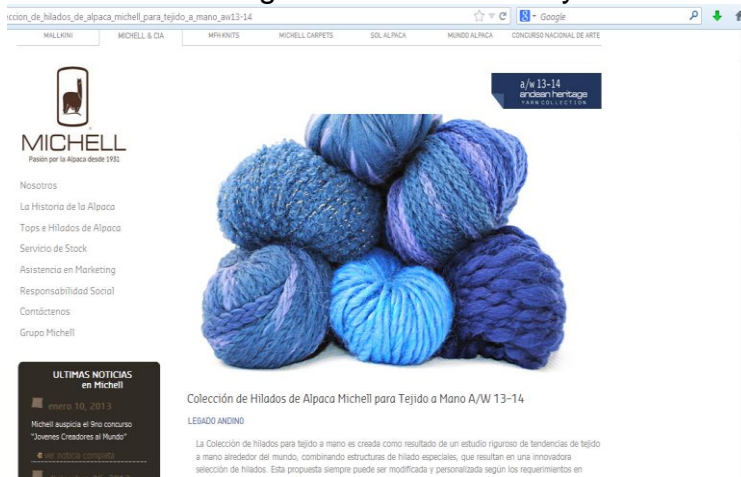 ccion_de_hilados_de_alpaca_michell_para_tejido_a_mano_aw13-14
Google
MALLKINI MICHELL & CIA MFH KNITS MICHELL CARPETS SOL ALPACA MUNDO ALPACA CONCURSO NACIONAL DE ARTE
a/w 13-14
andean heritage
YARN COLLECTION
MICHELL
Pasión por la Alpaca desde 1931
Nosotros
La Historia de la Alpaca
Tops e Hilados de Alpaca
Servicio de Stock
Asistencia en Marketing
Responsabilidad Social
Contáctenos
Grupo Michell
ULTIMAS NOTICIAS
en Michell
enero 10, 2013
Michell auspicia el 9no concurso
"Jovenes Creadores al Mundo"
ver noticia completa
Colección de Hilados de Alpaca Michell para Tejido a Mano A/W 13-14
LEGADO ANDINO
La Colección de hilados para tejido a mano es creada como resultado de un estudio riguroso de tendencias de tejido
a mano alrededor del mundo, combinando estructuras de hilado especiales, que resultan en una innovadora
selección de hilados. Esta propuesta siempre puede ser modificada y personalizada según los requerimientos en